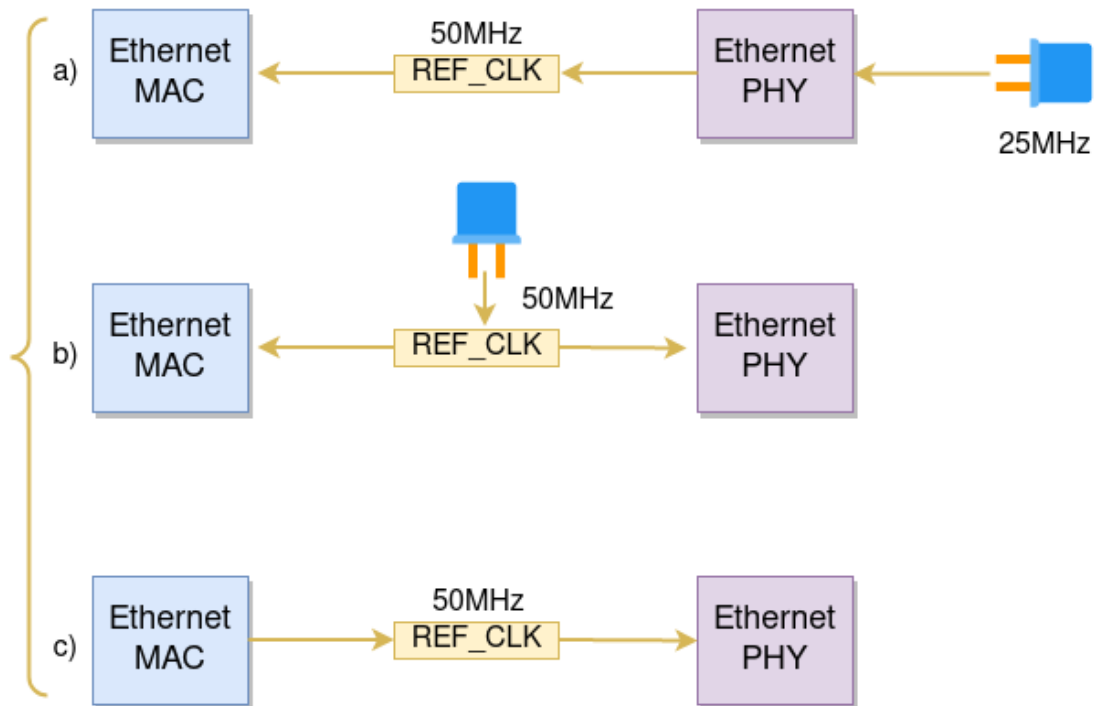 50MHz
a)
Ethernet
MAC
REF_CLK
Ethernet
PHY
25MHz
50MHz
b)
Ethernet
MAC
REF_CLK
Ethernet
PHY
50MHz
c)
Ethernet
MAC
REF_CLK
Ethernet
PHY